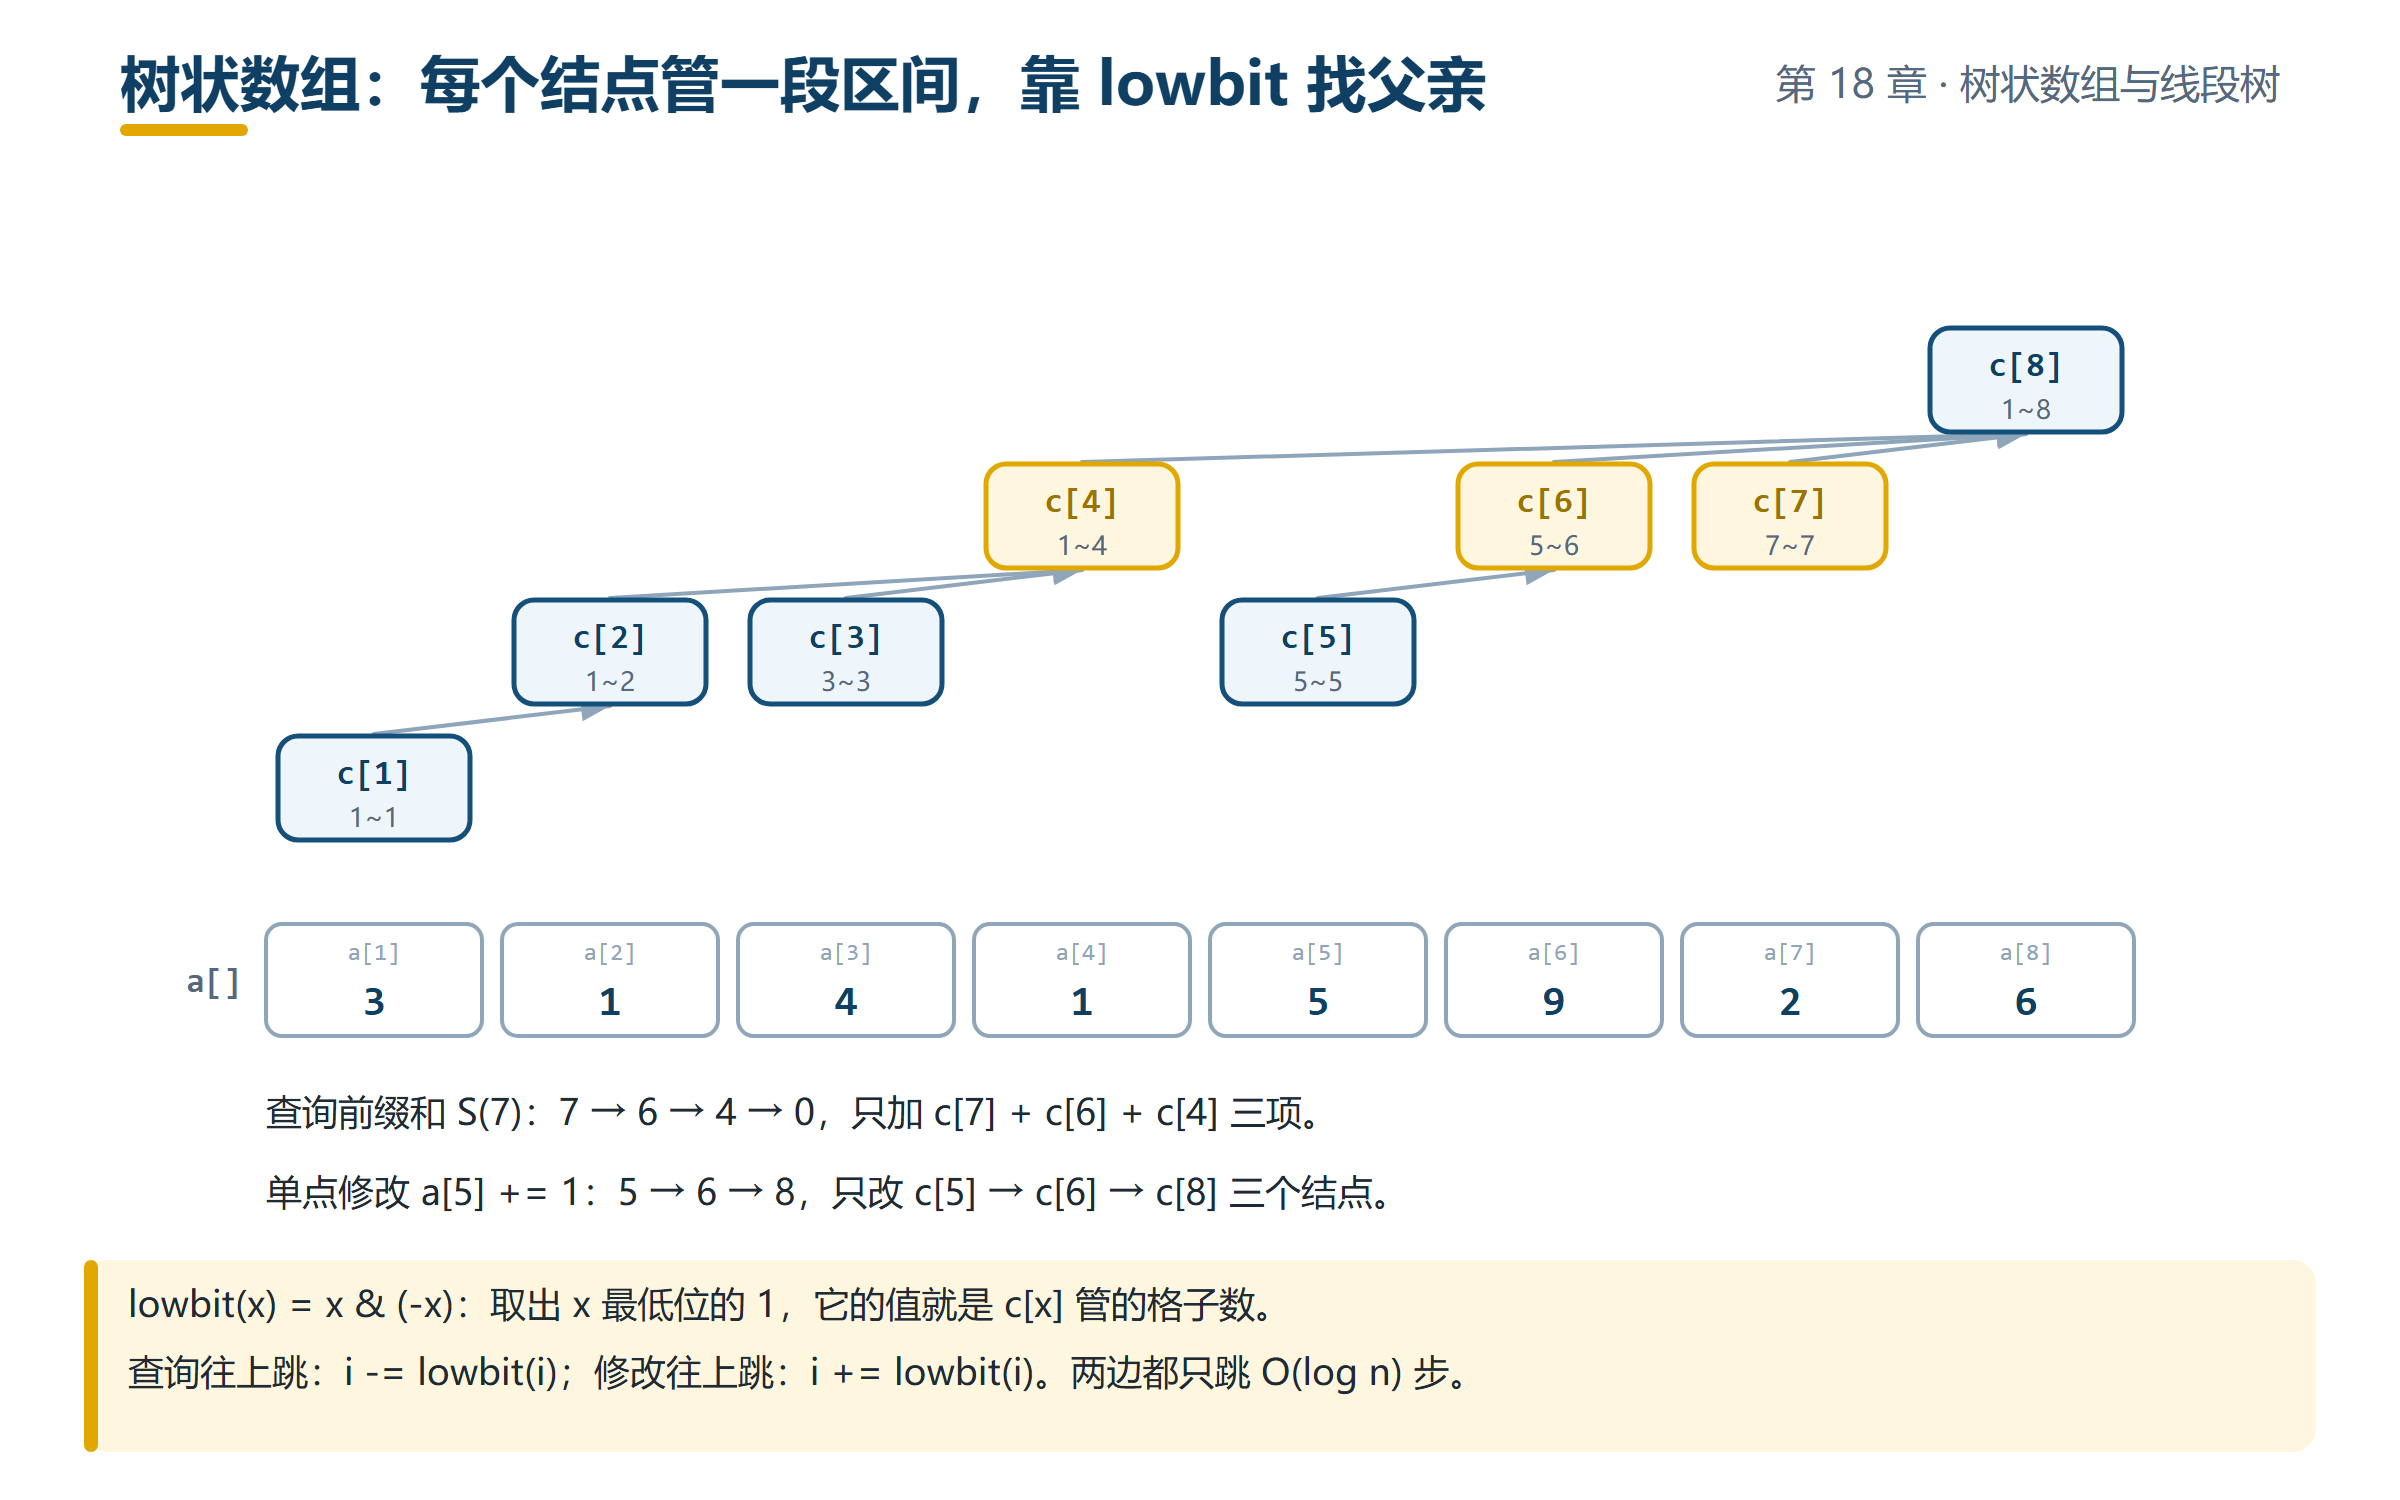 树状数组：每个结点管一段区间，靠 lowbit 找父亲
第 18 章 · 树状数组与线段树
c[8]
1~8
c[4]
1~4
c[6]
5~6
c[7]
7~7
c[2]
1~2
c[3]
3~3
c[5]
5~5
c[1]
1~1
a[]
a[1]
3
a[2]
1
a[3]
4
a[4]
1
a[5]
5
a[6]
9
a[7]
2
a[8]
6
查询前缀和 S(7)：7 → 6 → 4 → 0，只加 c[7] + c[6] + c[4] 三项。
单点修改 a[5] += 1：5 → 6 → 8，只改 c[5] → c[6] → c[8] 三个结点。
lowbit(x) = x & (-x)：取出 x 最低位的 1，它的值就是 c[x] 管的格子数。
查询往上跳：i -= lowbit(i)；修改往上跳：i += lowbit(i)。两边都只跳 O(log n) 步。